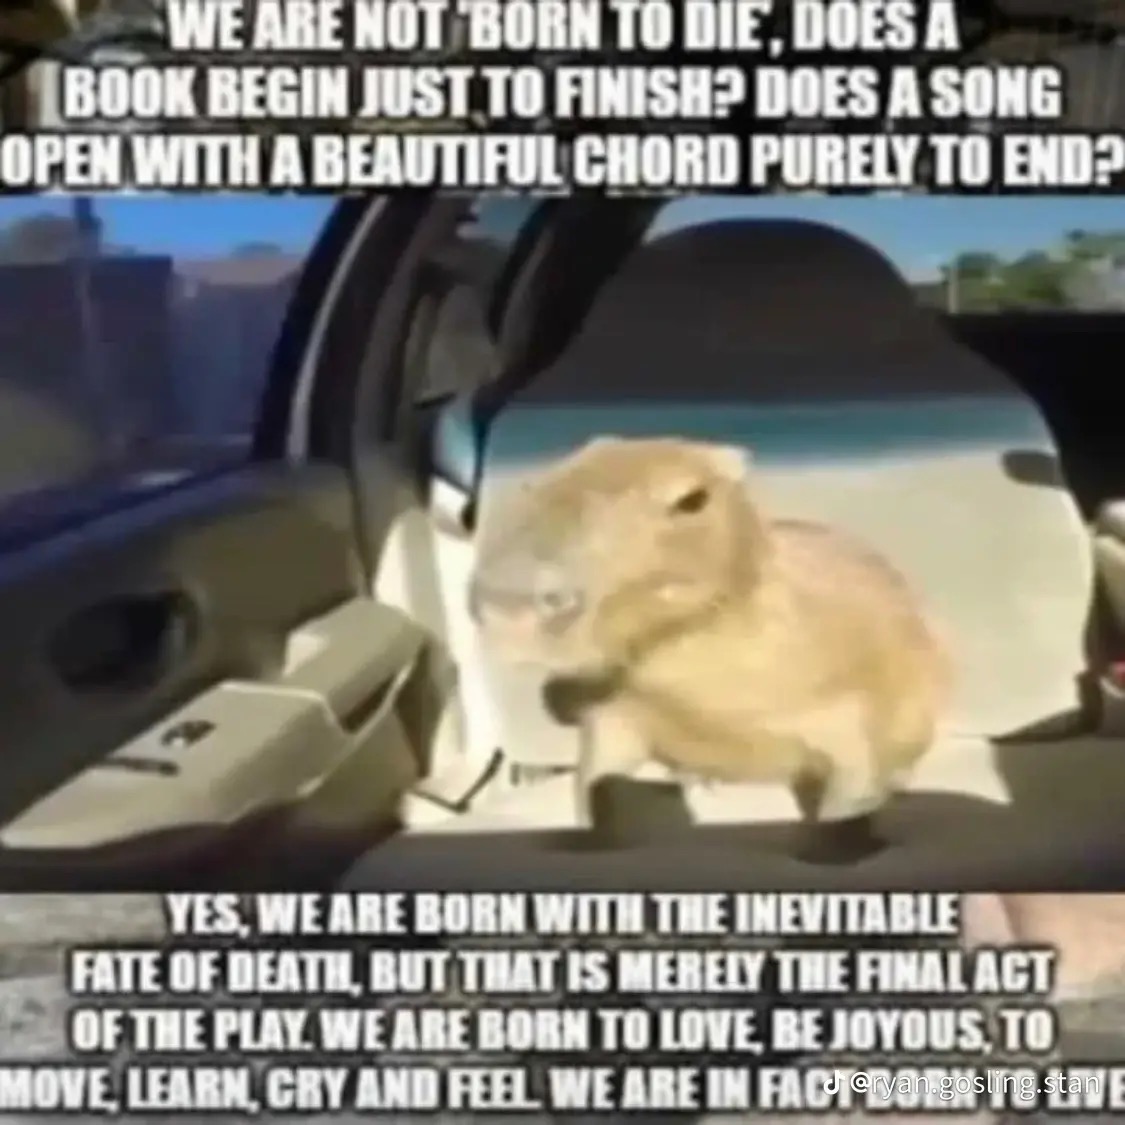 WE ARE NOT 'BORN TO DIE', DOES A
BOOK BEGIN JUST TO FINISH? DOES A SONG
OPEN WITH A BEAUTIFUL CHORD PURELY TO END?
YES, WE ARE BORN WITH THE INEVITABLE
FATE OF DEATH, BUT THAT IS MERELY THE FINAL ACT
OF THE PLAY. WE ARE BORN TO LOVE, BE JOYOUS, TO
MOVE, LEARN, CRY AND FEEL. WE ARE IN FACT BORN TO LIVE
@ryan.gosling.stan